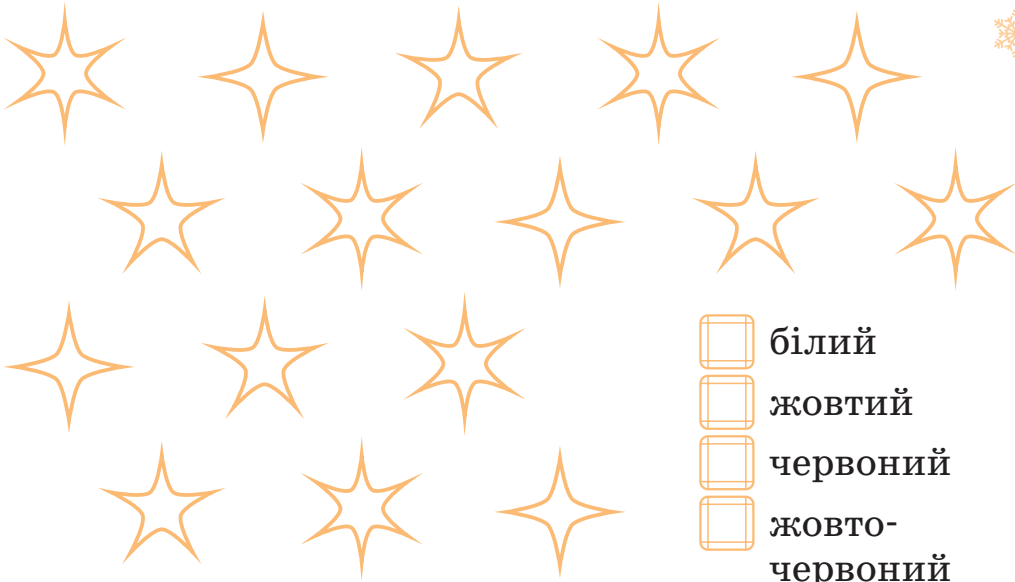 білий
жовтий
червоний
жовто-
червоний